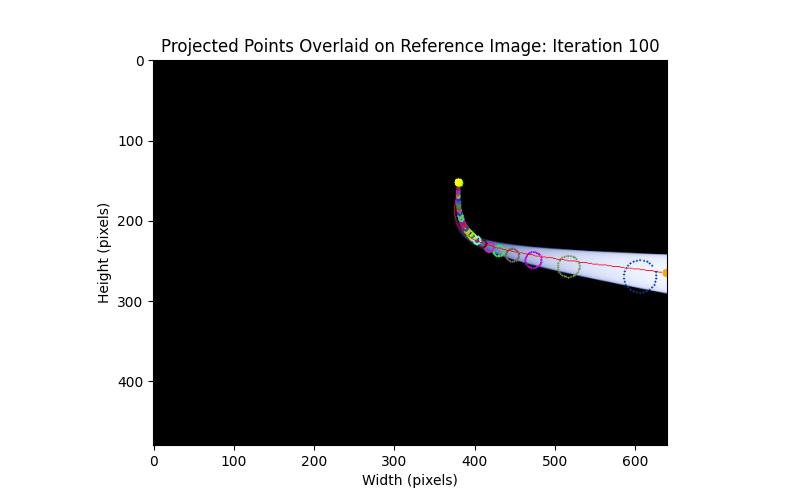 Projected Points Overlaid on Reference Image: Iteration 100
0
100
200
300
400
Height (pixels)
0 100 200 300 400 500 600
Width (pixels)